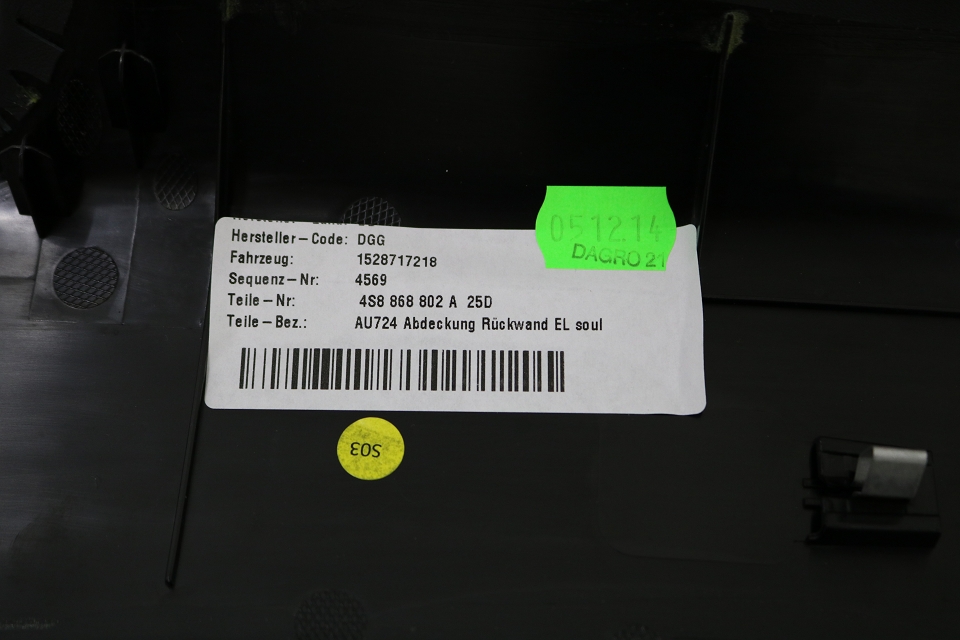 Hersteller-Code: DGG
Fahrzeug: 1528717218
Sequenz-Nr: 4569
Teile-Nr: 4S8 868 802 A 25D
Teile-Bez.: AU724 Abdeckung Rückwand EL soul
05.12.14
DAGRO 21
S03